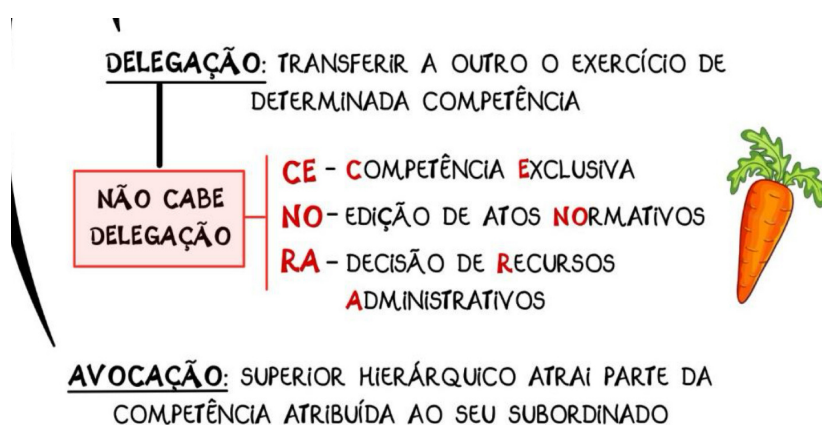 DELEGAÇÃO: TRANSFERIR A OUTRO O EXERCÍCIO DE
DETERMINADA COMPETÊNCIA
NÃO CABE
DELEGAÇÃO
CE - COMPETÊNCIA EXCLUSIVA
NO - EDIÇÃO DE ATOS NORMATIVOS
RA - DECISÃO DE RECURSOS
ADMINISTRATIVOS
AVOCAÇÃO: SUPERIOR HIERÁRQUICO ATRAI PARTE DA
COMPETÊNCIA ATRIBUÍDA AO SEU SUBORDINADO